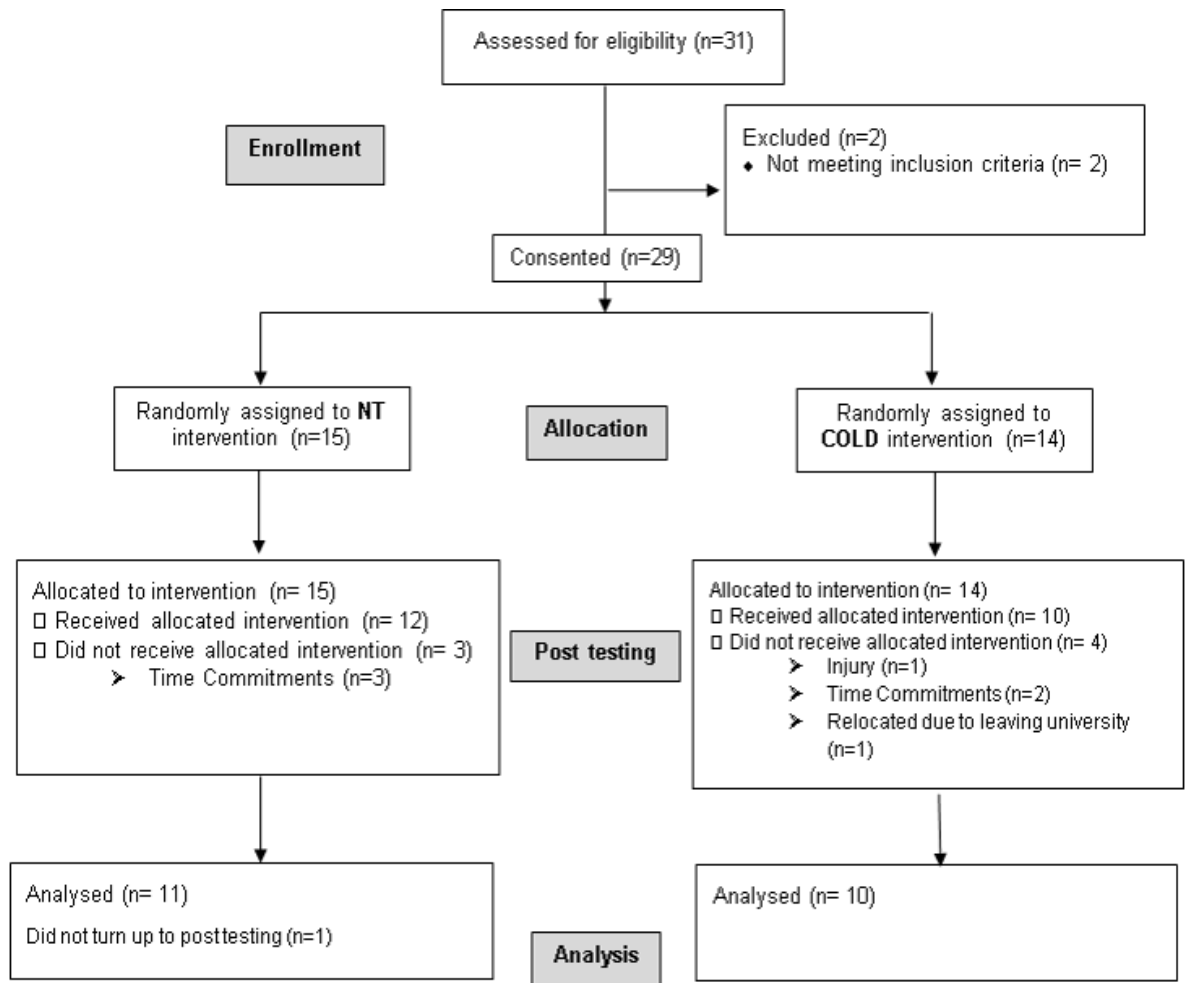 Assessed for eligibility (n=31)
Enrollment
Excluded (n=2)
⬥ Not meeting inclusion criteria (n= 2)
Consented (n=29)
Randomly assigned to NT
intervention (n=15)
Allocation
Randomly assigned to
COLD intervention (n=14)
Allocated to intervention (n= 15)
▯ Received allocated intervention (n= 12)
▯ Did not receive allocated intervention (n= 3)
➢ Time Commitments (n=3)
Post testing
Allocated to intervention (n= 14)
▯ Received allocated intervention (n= 10)
▯ Did not receive allocated intervention (n= 4)
➢ Injury (n=1)
➢ Time Commitments (n=2)
➢ Relocated due to leaving university
(n=1)
Analysed (n= 11)
Did not turn up to post testing (n=1)
Analysis
Analysed (n= 10)